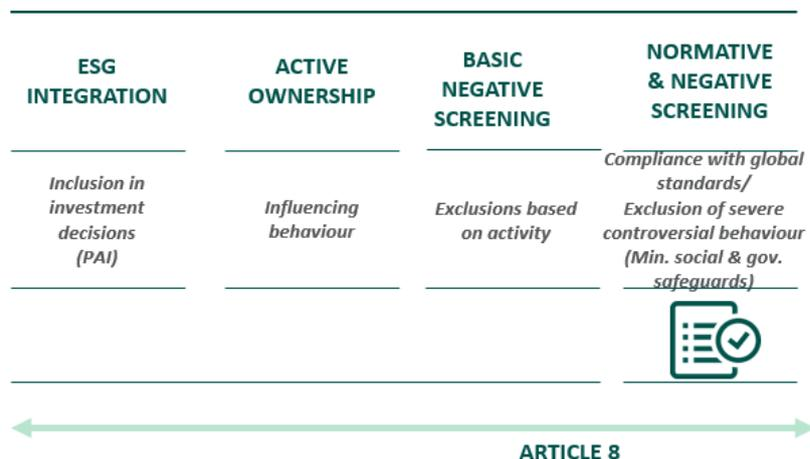 ESG
INTEGRATION
ACTIVE
OWNERSHIP
BASIC
NEGATIVE
SCREENING
NORMATIVE
& NEGATIVE
SCREENING
Inclusion in
investment
decisions
(PAI)
Influencing
behaviour
Exclusions based
on activity
Compliance with global
standards/
Exclusion of severe
controversial behaviour
(Min. social & gov.
safeguards)
ARTICLE 8